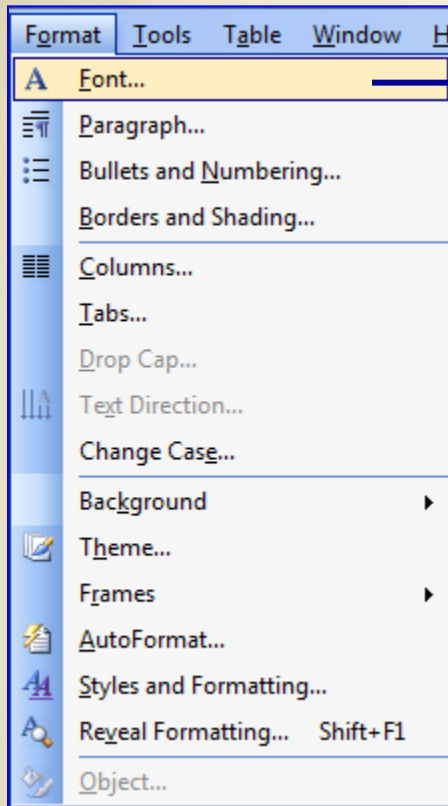 Format Tools Table Window H
Font...
Paragraph...
Bullets and Numbering...
Borders and Shading...
Columns...
Tabs...
Drop Cap...
Text Direction...
Change Case...
Background
Theme...
Frames
AutoFormat...
Styles and Formatting...
Reveal Formatting... Shift+F1
Object...